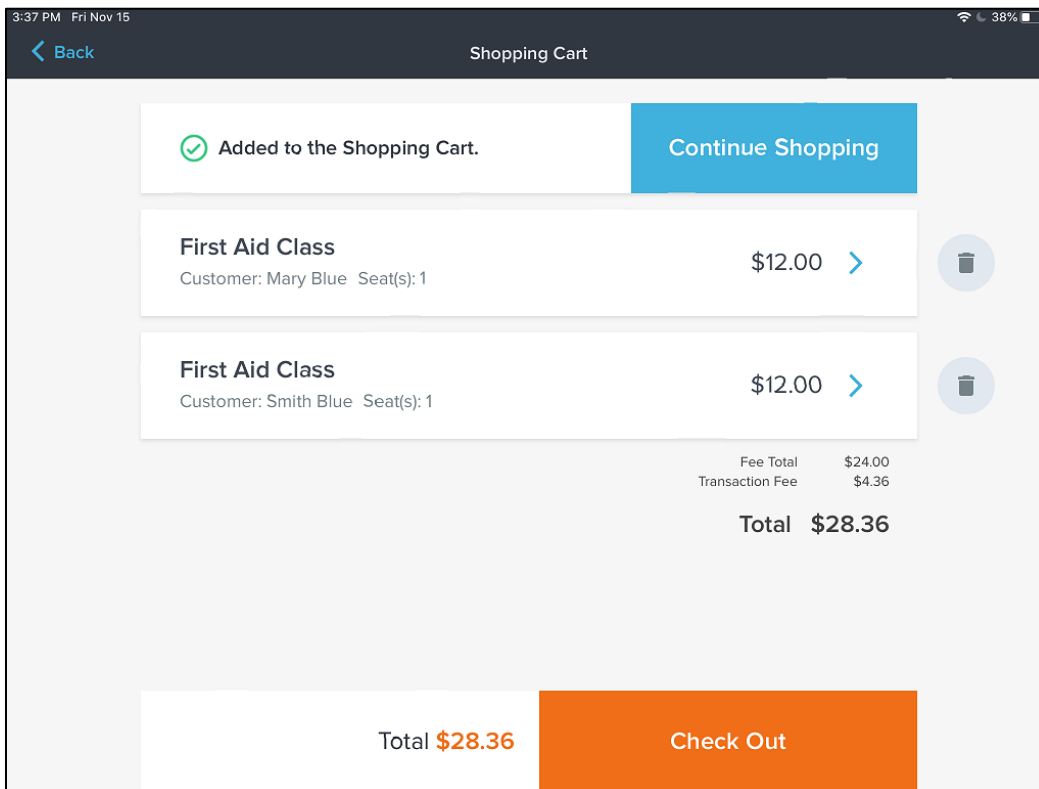 3:37 PM Fri Nov 15 38%
Back Shopping Cart
Added to the Shopping Cart. Continue Shopping
First Aid Class
Customer: Mary Blue Seat(s): 1
$12.00
First Aid Class
Customer: Smith Blue Seat(s): 1
$12.00
Fee Total $24.00
Transaction Fee $4.36
Total $28.36
Total $28.36 Check Out